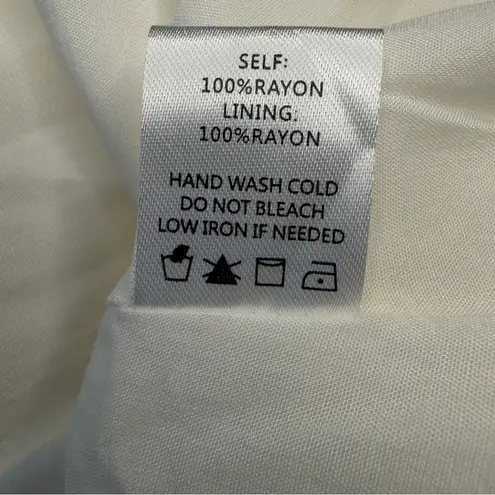 SELF:
100%RAYON
LINING:
100%RAYON
HAND WASH COLD
DO NOT BLEACH
LOW IRON IF NEEDED